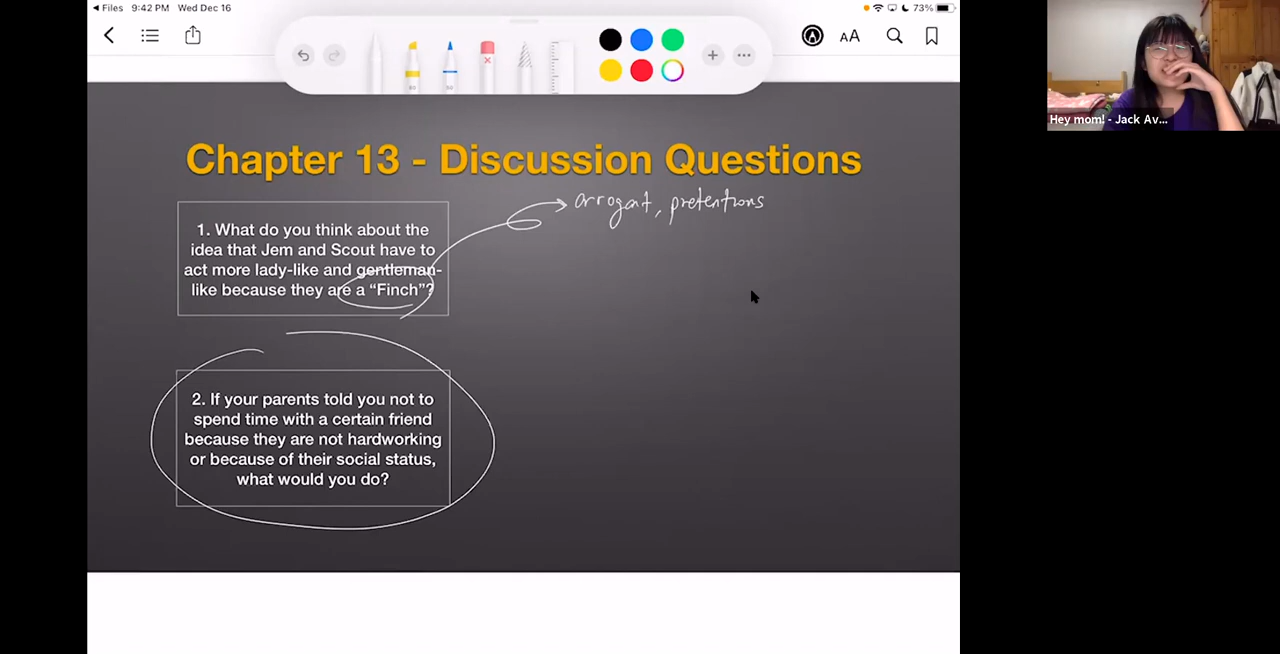 Files 9:42 PM Wed Dec 16
73%
AA
Chapter 13 - Discussion Questions
arrogant, pretentions
1. What do you think about the
idea that Jem and Scout have to
act more lady-like and gentleman-
like because they are a “Finch”?
2. If your parents told you not to
spend time with a certain friend
because they are not hardworking
or because of their social status,
what would you do?
Hey mom! - Jack Av...